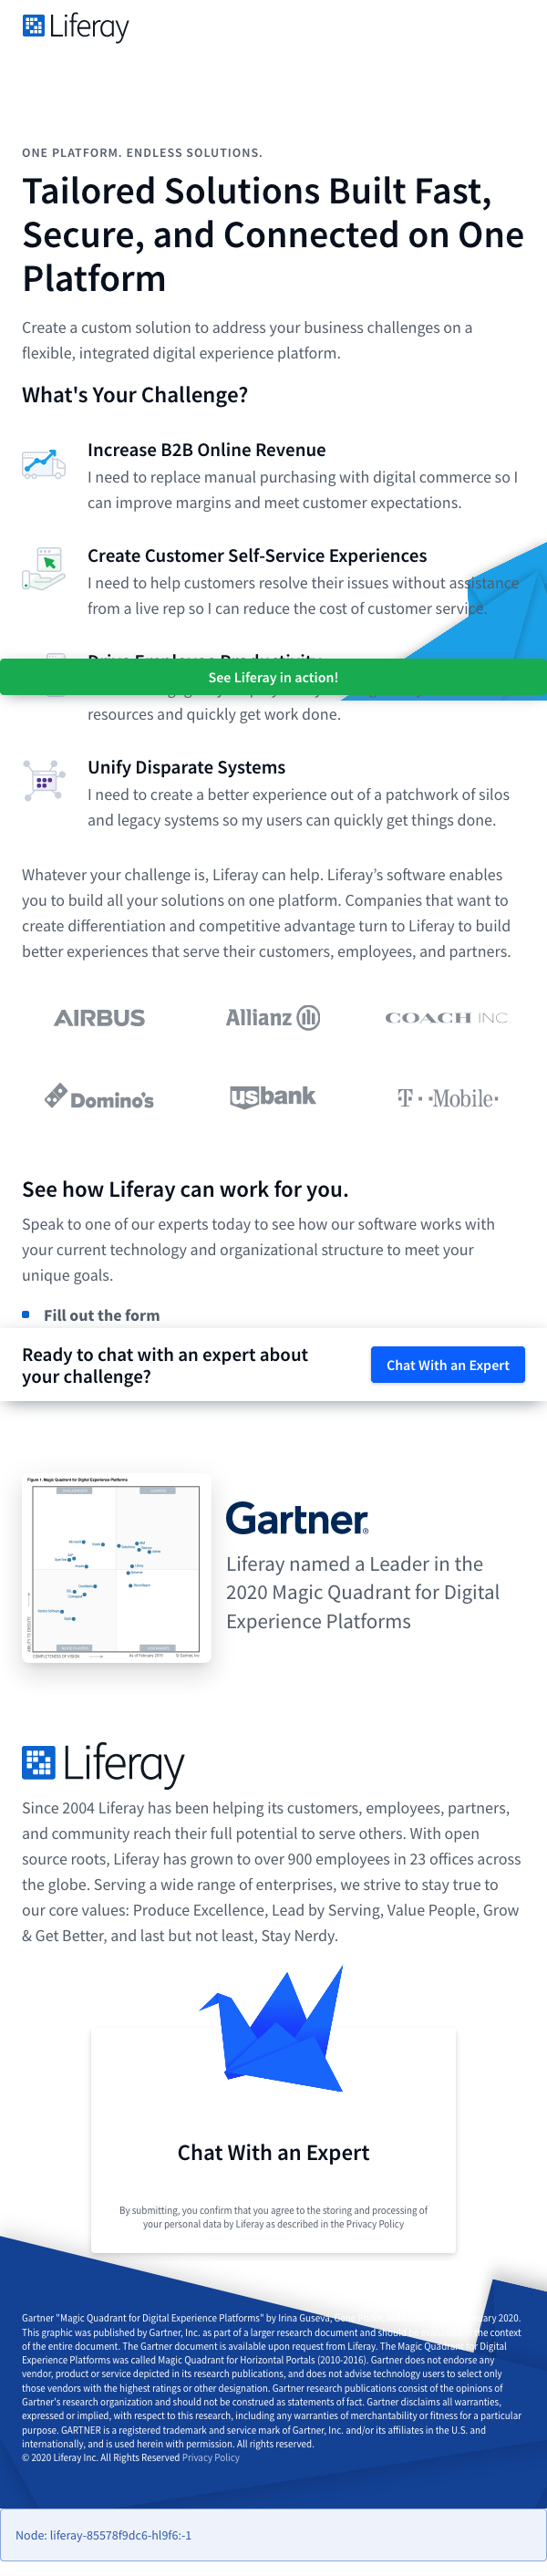 Liferay
ONE PLATFORM. ENDLESS SOLUTIONS.
Tailored Solutions Built Fast,
Secure, and Connected on One
Platform
Create a custom solution to address your business challenges on a
flexible, integrated digital experience platform.
What's Your Challenge?
Increase B2B Online Revenue
I need to replace manual purchasing with digital commerce so I
can improve margins and meet customer expectations.
Create Customer Self-Service Experiences
I need to help customers resolve their issues without assistance
from a live rep so I can reduce the cost of customer service.
Drive Employee Productivity
See Liferay in action!
resources and quickly get work done.
Unify Disparate Systems
I need to create a better experience out of a patchwork of silos
and legacy systems so my users can quickly get things done.
Whatever your challenge is, Liferay can help. Liferay’s software enables
you to build all your solutions on one platform. Companies that want to
create differentiation and competitive advantage turn to Liferay to build
better experiences that serve their customers, employees, and partners.
AIRBUS
Allianz
COACH INC.
Domino's
usbank
T · ·Mobile·
See how Liferay can work for you.
Speak to one of our experts today to see how our software works with
your current technology and organizational structure to meet your
unique goals.
Fill out the form
Ready to chat with an expert about
your challenge?
Chat With an Expert
Figure 1. Magic Quadrant for Digital Experience Platforms
COMPLETENESS OF VISION
As of February 2019
© Gartner, Inc
Gartner®
Liferay named a Leader in the
2020 Magic Quadrant for Digital
Experience Platforms
Liferay
Since 2004 Liferay has been helping its customers, employees, partners,
and community reach their full potential to serve others. With open
source roots, Liferay has grown to over 900 employees in 23 offices across
the globe. Serving a wide range of enterprises, we strive to stay true to
our core values: Produce Excellence, Lead by Serving, Value People, Grow
& Get Better, and last but not least, Stay Nerdy.
Chat With an Expert
By submitting, you confirm that you agree to the storing and processing of
your personal data by Liferay as described in the Privacy Policy
Gartner "Magic Quadrant for Digital Experience Platforms" by Irina Guseva, 2020.
This graphic was published by Gartner, Inc. as part of a larger research document and should be the context
of the entire document. The Gartner document is available upon request from Liferay. The Magic Quadrant for Digital
Experience Platforms was called Magic Quadrant for Horizontal Portals (2010-2016). Gartner does not endorse any
vendor, product or service depicted in its research publications, and does not advise technology users to select only
those vendors with the highest ratings or other designation. Gartner research publications consist of the opinions of
Gartner's research organization and should not be construed as statements of fact. Gartner disclaims all warranties,
expressed or implied, with respect to this research, including any warranties of merchantability or fitness for a particular
purpose. GARTNER is a registered trademark and service mark of Gartner, Inc. and/or its affiliates in the U.S. and
internationally, and is used herein with permission. All rights reserved.
© 2020 Liferay Inc. All Rights Reserved Privacy Policy
Node: liferay-85578f9dc6-hl9f6:-1